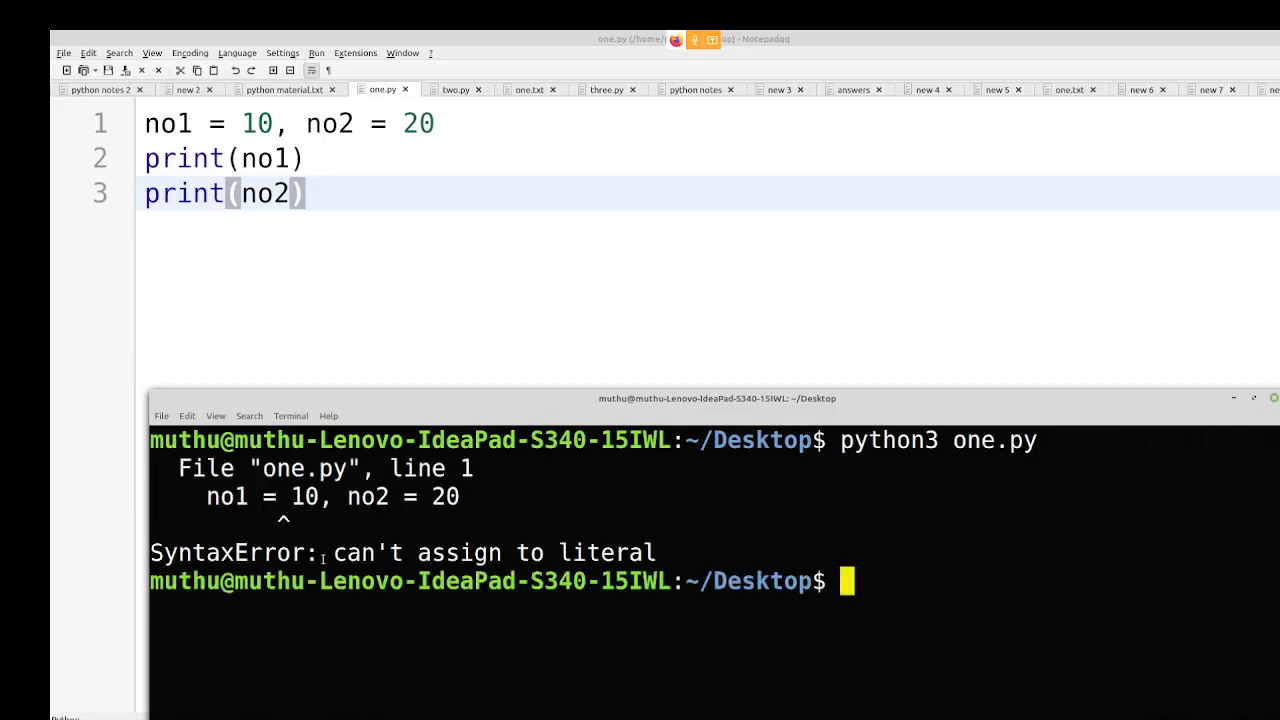 one.py (/home/ op) - Notepadqq
File Edit Search View Encoding Language Settings Run Extensions Window ?
python notes 2 new 2 python material.txt one.py two.py one.txt three.py python notes new 3 answers new 4 new 5 one.txt new 6 new 7
1 no1 = 10, no2 = 20
2 print(no1)
3 print(no2)
muthu@muthu-Lenovo-IdeaPad-S340-15IWL: ~/Desktop
File Edit View Search Terminal Help
muthu@muthu-Lenovo-IdeaPad-S340-15IWL:~/Desktop$ python3 one.py
File "one.py", line 1
no1 = 10, no2 = 20
^
SyntaxError: can't assign to literal
muthu@muthu-Lenovo-IdeaPad-S340-15IWL:~/Desktop$